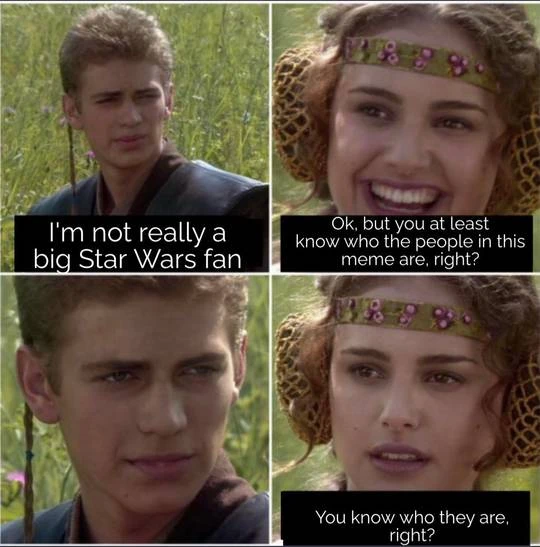 I'm not really a
big Star Wars fan
Ok, but you at least
know who the people in this
meme are, right?
You know who they are,
right?